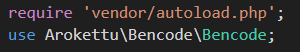 require 'vendor/autoload.php';
use Arokettu\Bencode\Bencode;